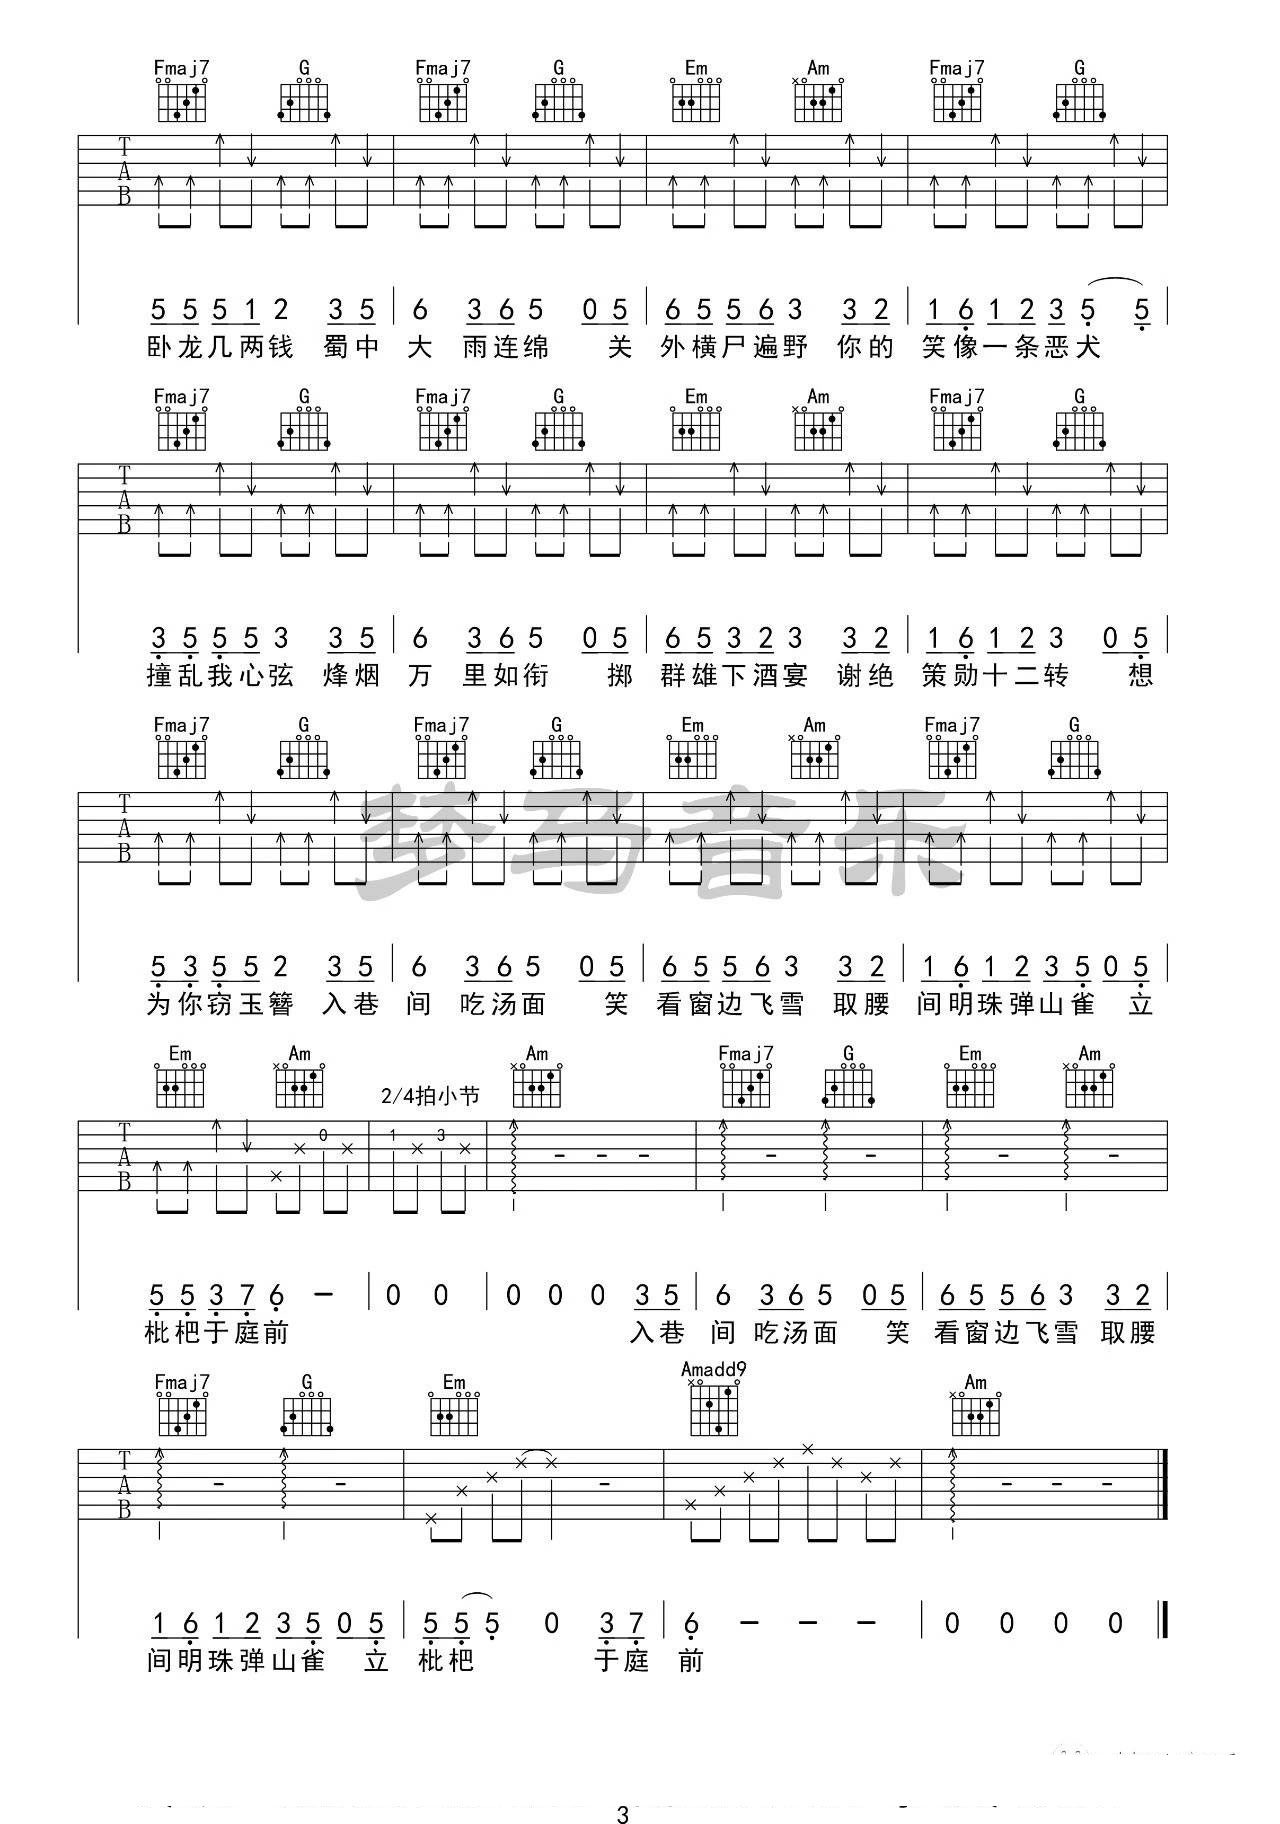 Fmaj7 G Fmaj7 G Em Am Fmaj7 G
T
A
B
5 5 5 1 2 3 5 6 3 6 5 0 5 6 5 5 6 3 3 2 1 6 1 2 3 5 5
卧龙几两钱 蜀中 大 雨连绵 关 外横尸遍野 你的 笑像一条恶犬
Fmaj7 G Fmaj7 G Em Am Fmaj7 G
T
A
B
3 5 5 5 3 3 5 6 3 6 5 0 5 6 5 3 2 3 3 2 1 6 1 2 3 0 5
撞乱我心弦 烽烟 万 里如衔 掷 群雄下酒宴 谢绝 策勋十二转 想
Fmaj7 G Fmaj7 G Em Am Fmaj7 G
T
A
B
梦马音乐
5 3 5 5 2 3 5 6 3 6 5 0 5 6 5 5 6 3 3 2 1 6 1 2 3 5 0 5
为你窃玉簪 入巷 间 吃汤面 笑 看窗边飞雪 取腰 间明珠弹山雀 立
Em Am 2/4拍小节 Am Fmaj7 G Em Am
T
A
B
0 1 3
5 5 3 7 6 - 0 0 0 0 0 3 5 6 3 6 5 0 5 6 5 5 6 3 3 2
枇杷于庭前 入巷 间 吃汤面 笑 看窗边飞雪 取腰
Fmaj7 G Em Amadd9 Am
T
A
B
1 6 1 2 3 5 0 5 5 5 5 0 3 7 6 - - - 0 0 0 0
间明珠弹山雀 立 枇杷 于庭 前
3